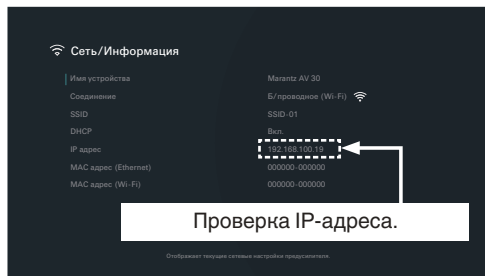 Сеть/Информация
Имя устройства Marantz AV 30
Соединение Б/проводное (Wi-Fi)
SSID SSID-01
DHCP Вкл.
IP адрес 192.168.100.19
MAC адрес (Ethernet) 000000-000000
MAC адрес (Wi-Fi) 000000-000000
Проверка IP-адреса.
Отображает текущие сетевые настройки предусилителя